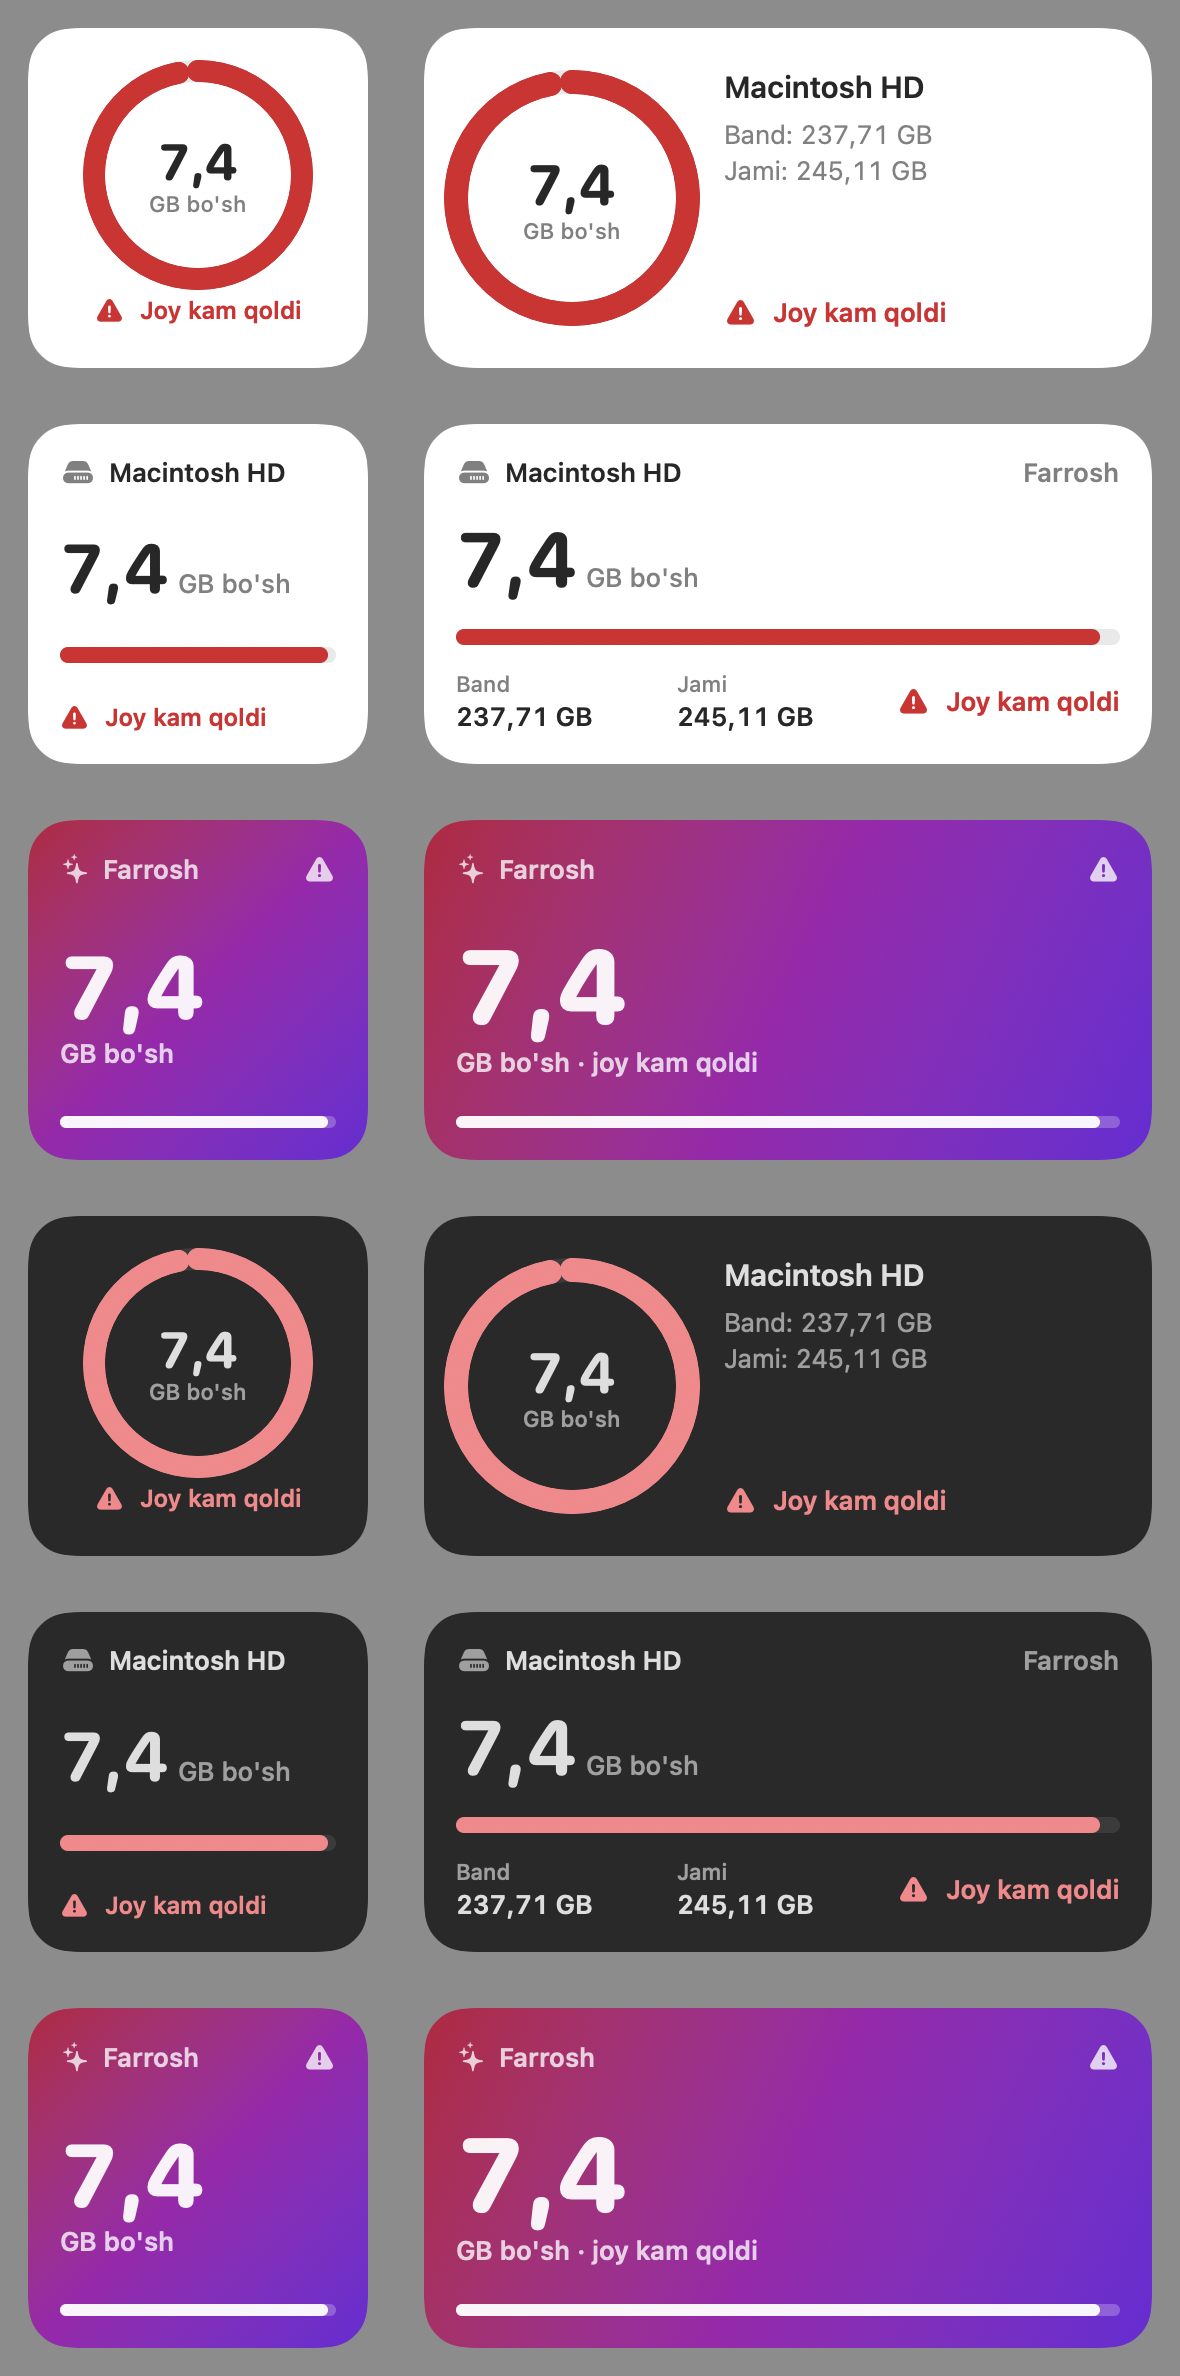 7,4
GB bo'sh
Joy kam qoldi
7,4
GB bo'sh
Macintosh HD
Band: 237,71 GB
Jami: 245,11 GB
Joy kam qoldi
Macintosh HD
7,4 GB bo'sh
Joy kam qoldi
Macintosh HD
Farrosh
7,4 GB bo'sh
Band
237,71 GB
Jami
245,11 GB
Joy kam qoldi
Farrosh
7,4
GB bo'sh
Farrosh
7,4
GB bo'sh · joy kam qoldi
7,4
GB bo'sh
Joy kam qoldi
7,4
GB bo'sh
Macintosh HD
Band: 237,71 GB
Jami: 245,11 GB
Joy kam qoldi
Macintosh HD
7,4 GB bo'sh
Joy kam qoldi
Macintosh HD
Farrosh
7,4 GB bo'sh
Band
237,71 GB
Jami
245,11 GB
Joy kam qoldi
Farrosh
7,4
GB bo'sh
Farrosh
7,4
GB bo'sh · joy kam qoldi